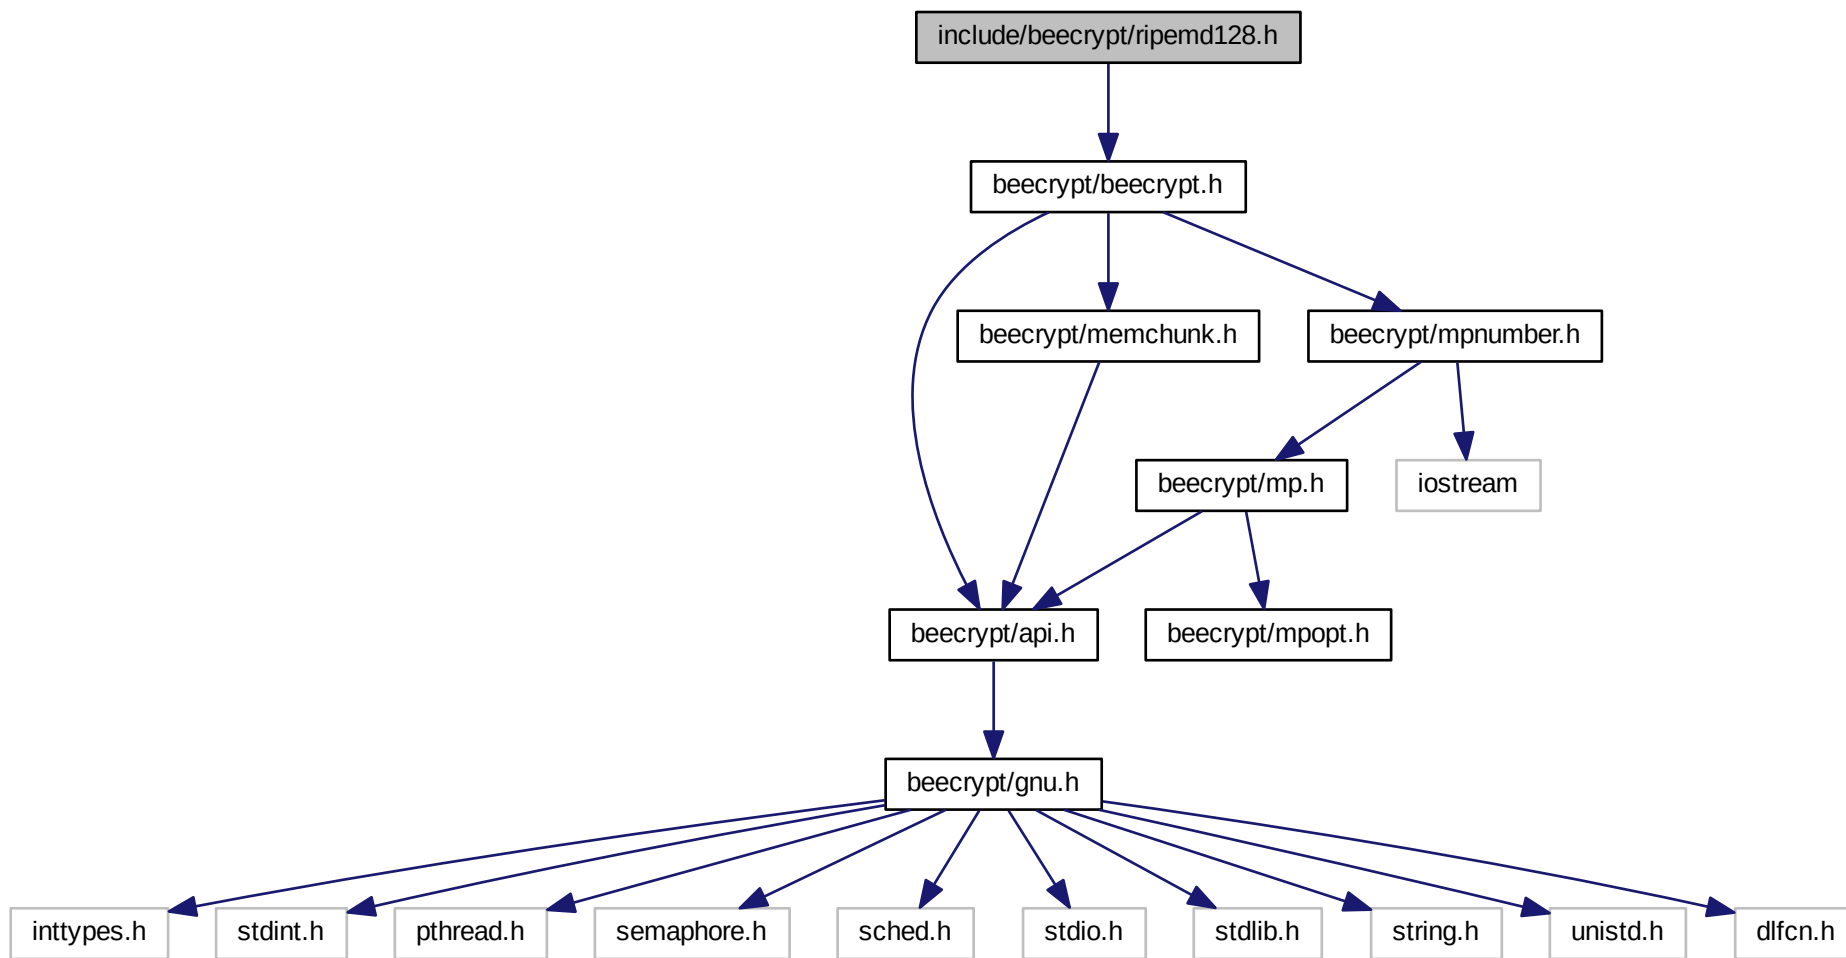 include/beecrypt/ripemd128.h
beecrypt/beecrypt.h
beecrypt/memchunk.h
beecrypt/mpnumber.h
beecrypt/mp.h
iostream
beecrypt/api.h
beecrypt/mpopt.h
beecrypt/gnu.h
inttypes.h
stdint.h
pthread.h
semaphore.h
sched.h
stdio.h
stdlib.h
string.h
unistd.h
dlfcn.h